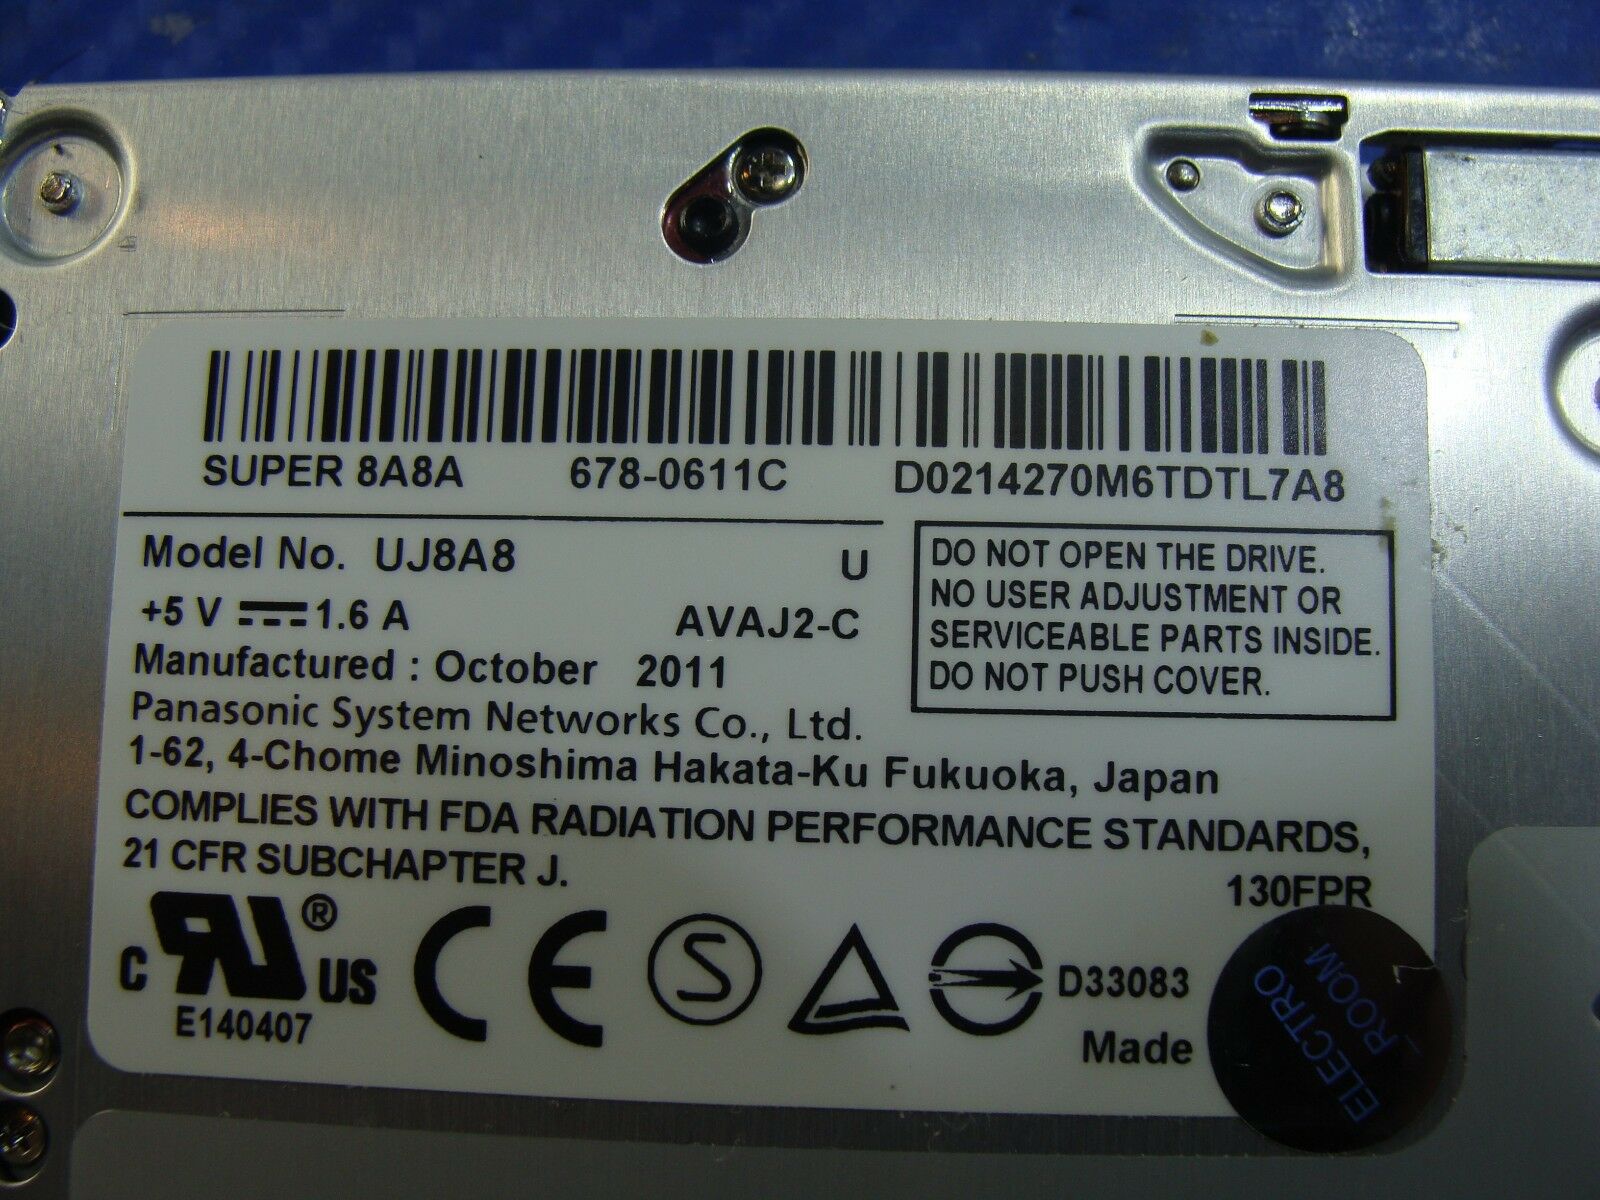 SUPER 8A8A 678-0611C D0214270M6TDTL7A8
Model No. UJ8A8 U
+5 V 1.6 A AVAJ2-C
Manufactured : October 2011
Panasonic System Networks Co., Ltd.
1-62, 4-Chome Minoshima Hakata-Ku Fukuoka, Japan
DO NOT OPEN THE DRIVE.
NO USER ADJUSTMENT OR
SERVICEABLE PARTS INSIDE.
DO NOT PUSH COVER.
COMPLIES WITH FDA RADIATION PERFORMANCE STANDARDS,
21 CFR SUBCHAPTER J.
130FPR
C RU ® US
E140407
CE
S
D33083
Made
ELECTRO
_ROOM